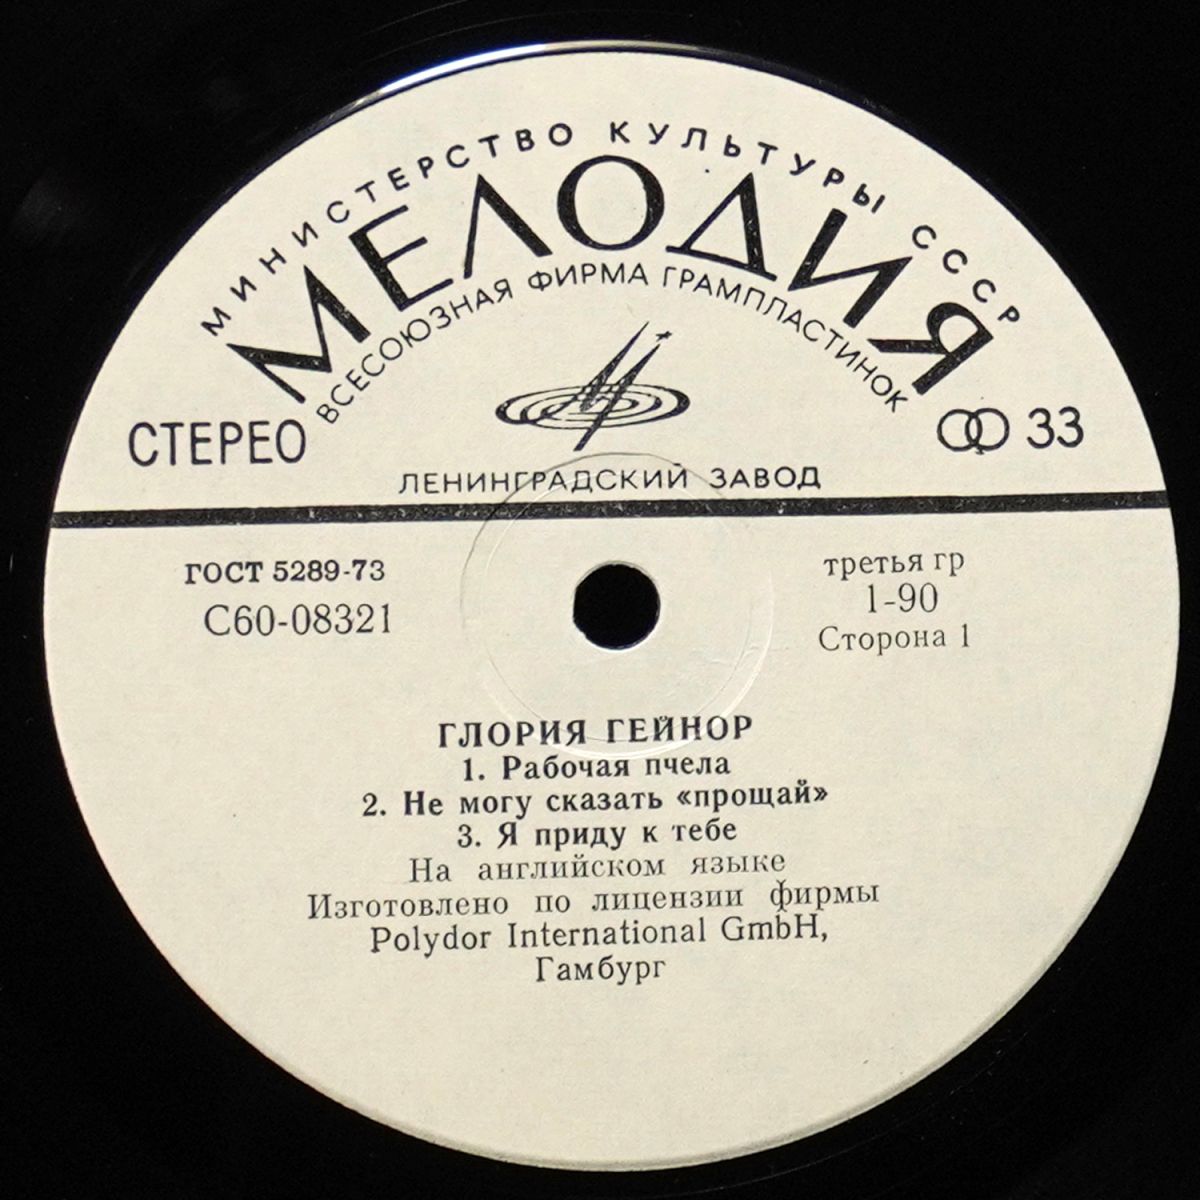 МИНИСТЕРСТВО КУЛЬТУРЫ СССР
МЕЛОДИЯ
ВСЕСОЮЗНАЯ ФИРМА ГРАМПЛАСТИНОК
СТЕРЕО
33
ЛЕНИНГРАДСКИЙ ЗАВОД
ГОСТ 5289-73
С60-08321
третья гр
1-90
Сторона 1
ГЛОРИЯ ГЕЙНОР
1. Рабочая пчела
2. Не могу сказать «прощай»
3. Я приду к тебе
На английском языке
Изготовлено по лицензии фирмы
Polydor International GmbH,
Гамбург